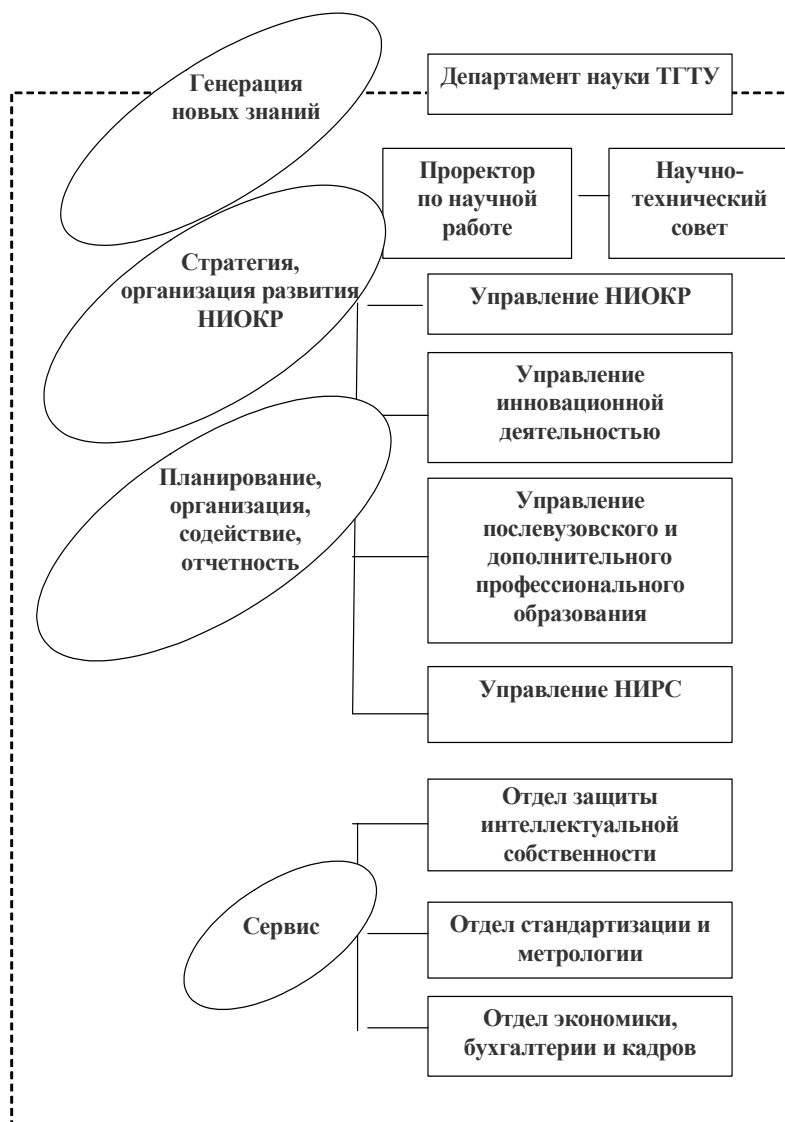 Генерация
новых знаний
Департамент науки ТГТУ
Проректор
по научной
работе
Научно-
технический
совет
Стратегия,
организация развития
НИОКР
Управление НИОКР
Управление
инновационной
деятельностью
Планирование,
организация,
содействие,
отчетность
Управление
послевузовского и
дополнительного
профессионального
образования
Управление НИРС
Отдел защиты
интеллектуальной
собственности
Сервис
Отдел стандартизации и
метрологии
Отдел экономики,
бухгалтерии и кадров